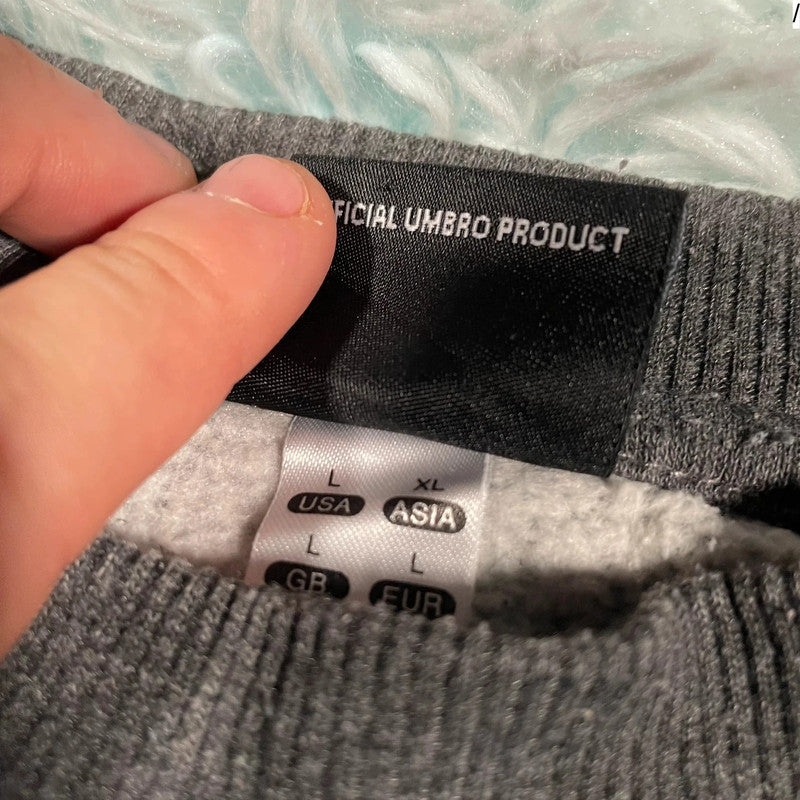 FICIAL UMBRO PRODUCT
L XL
USA ASIA
L L
GB EUR